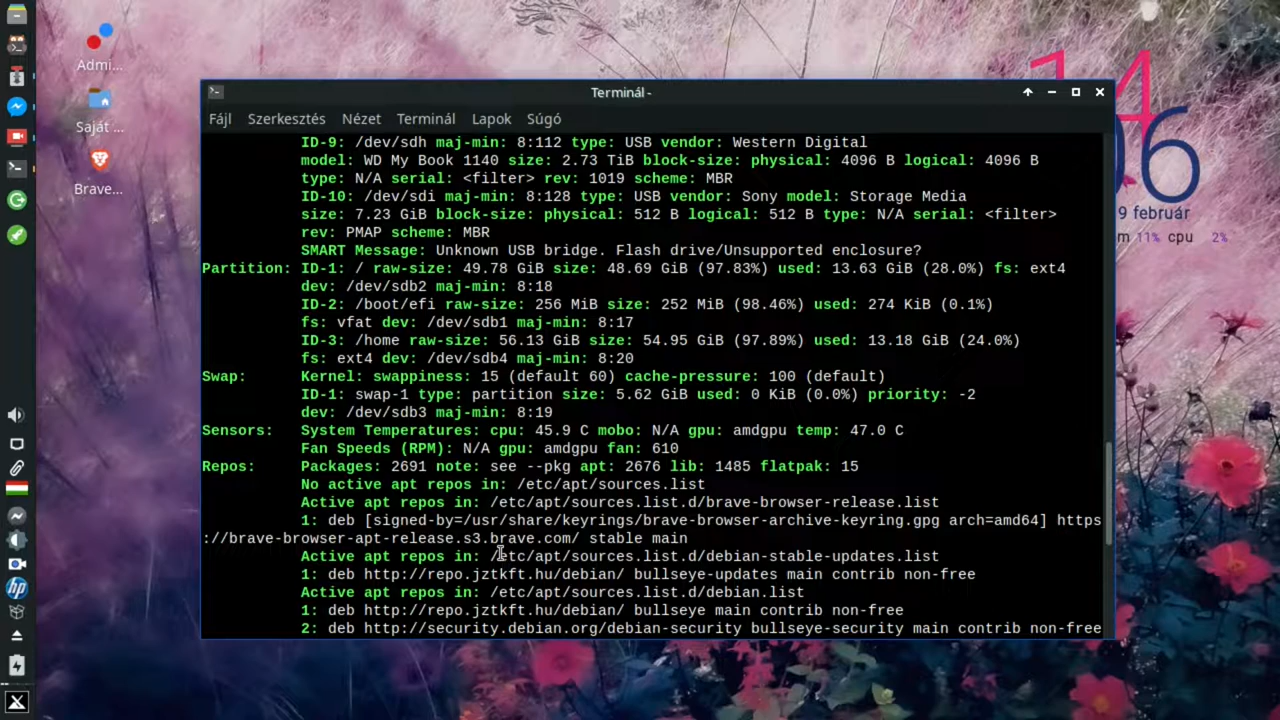 Admi...
Saját ...
Brave...
Terminál -
Fájl Szerkesztés Nézet Terminál Lapok Súgó
ID-9: /dev/sdh maj-min: 8:112 type: USB vendor: Western Digital
model: WD My Book 1140 size: 2.73 TiB block-size: physical: 4096 B logical: 4096 B
type: N/A serial: <filter> rev: 1019 scheme: MBR
ID-10: /dev/sdi maj-min: 8:128 type: USB vendor: Sony model: Storage Media
size: 7.23 GiB block-size: physical: 512 B logical: 512 B type: N/A serial: <filter>
rev: PMAP scheme: MBR
SMART Message: Unknown USB bridge. Flash drive/Unsupported enclosure?
Partition: ID-1: / raw-size: 49.78 GiB size: 48.69 GiB (97.83%) used: 13.63 GiB (28.0%) fs: ext4
dev: /dev/sdb2 maj-min: 8:18
ID-2: /boot/efi raw-size: 256 MiB size: 252 MiB (98.46%) used: 274 KiB (0.1%)
fs: vfat dev: /dev/sdb1 maj-min: 8:17
ID-3: /home raw-size: 56.13 GiB size: 54.95 GiB (97.89%) used: 13.18 GiB (24.0%)
fs: ext4 dev: /dev/sdb4 maj-min: 8:20
Swap: Kernel: swappiness: 15 (default 60) cache-pressure: 100 (default)
ID-1: swap-1 type: partition size: 5.62 GiB used: 0 KiB (0.0%) priority: -2
dev: /dev/sdb3 maj-min: 8:19
Sensors: System Temperatures: cpu: 45.9 C mobo: N/A gpu: amdgpu temp: 47.0 C
Fan Speeds (RPM): N/A gpu: amdgpu fan: 610
Repos: Packages: 2691 note: see --pkg apt: 2676 lib: 1485 flatpak: 15
No active apt repos in: /etc/apt/sources.list
Active apt repos in: /etc/apt/sources.list.d/brave-browser-release.list
1: deb [signed-by=/usr/share/keyrings/brave-browser-archive-keyring.gpg arch=amd64] https
://brave-browser-apt-release.s3.brave.com/ stable main
Active apt repos in: /etc/apt/sources.list.d/debian-stable-updates.list
1: deb http://repo.jztkft.hu/debian/ bullseye-updates main contrib non-free
Active apt repos in: /etc/apt/sources.list.d/debian.list
1: deb http://repo.jztkft.hu/debian/ bullseye main contrib non-free
2: deb http://security.debian.org/debian-security bullseye-security main contrib non-free
14
06
9 február
m 11% cpu 2%
hp